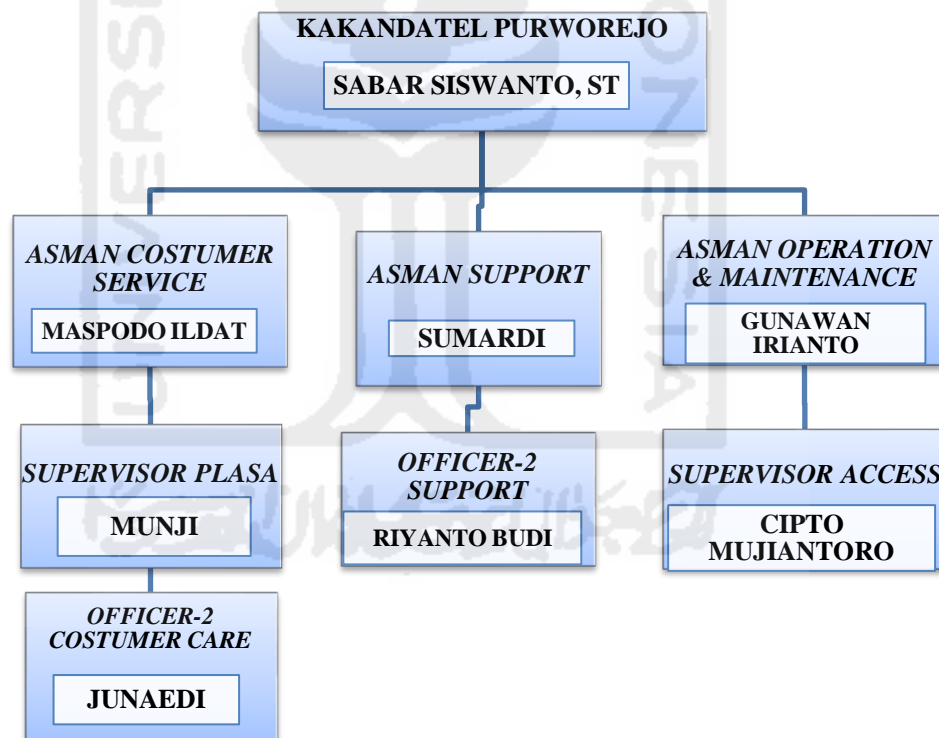 KAKANDATEL PURWOREJO
SABAR SISWANTO, ST
ASMAN COSTUMER
SERVICE
MASPODO ILDAT
ASMAN SUPPORT
SUMARDI
ASMAN OPERATION
& MAINTENANCE
GUNAWAN
IRIANTO
SUPERVISOR PLASA
MUNJI
OFFICER-2
SUPPORT
RIYANTO BUDI
SUPERVISOR ACCESS
CIPTO
MUJIANTORO
OFFICER-2
COSTUMER CARE
JUNAEDI